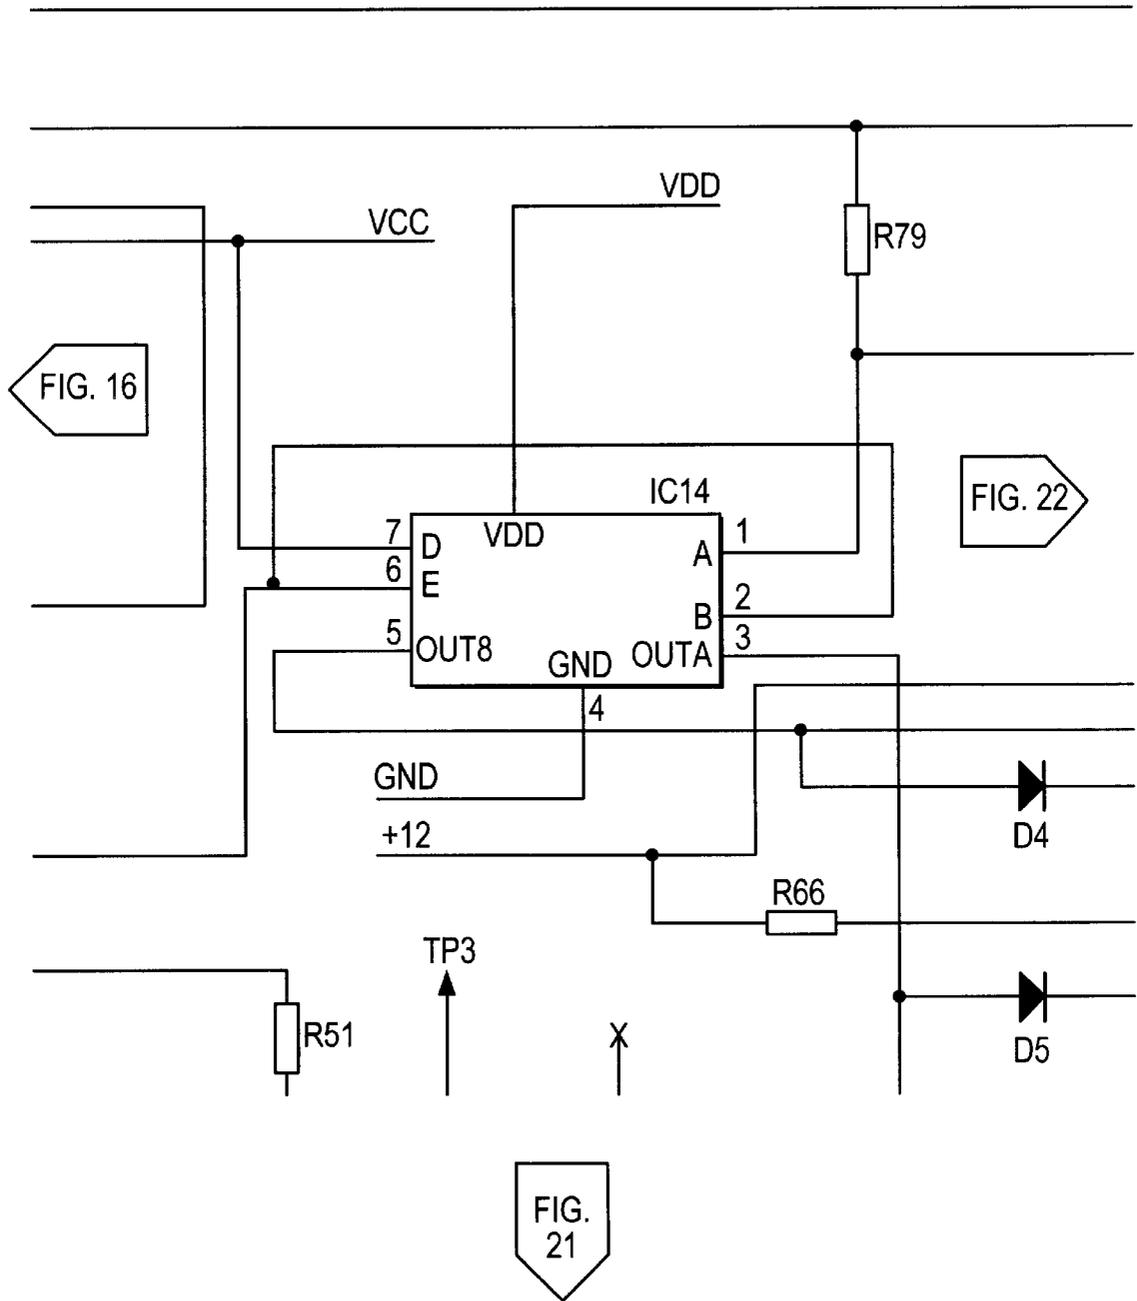 VDD
VCC
R79
FIG. 16
IC14
FIG. 22
7
D
VDD
A
1
6
E
B
2
5
OUT8
GND
OUTA
3
4
GND
+12
D4
R66
TP3
R51
X
D5
FIG.
21